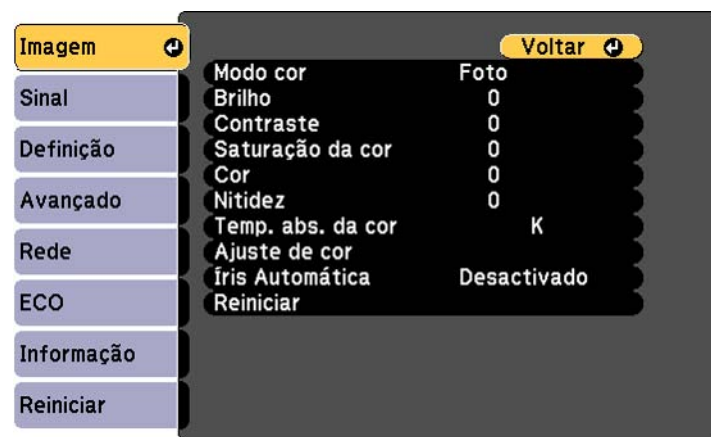 Imagem
Sinal
Definição
Avançado
Rede
ECO
Informação
Reiniciar
Voltar
Modo cor Foto
Brilho 0
Contraste 0
Saturação da cor 0
Cor 0
Nitidez 0
Temp. abs. da cor K
Ajuste de cor
Íris Automática Desactivado
Reiniciar